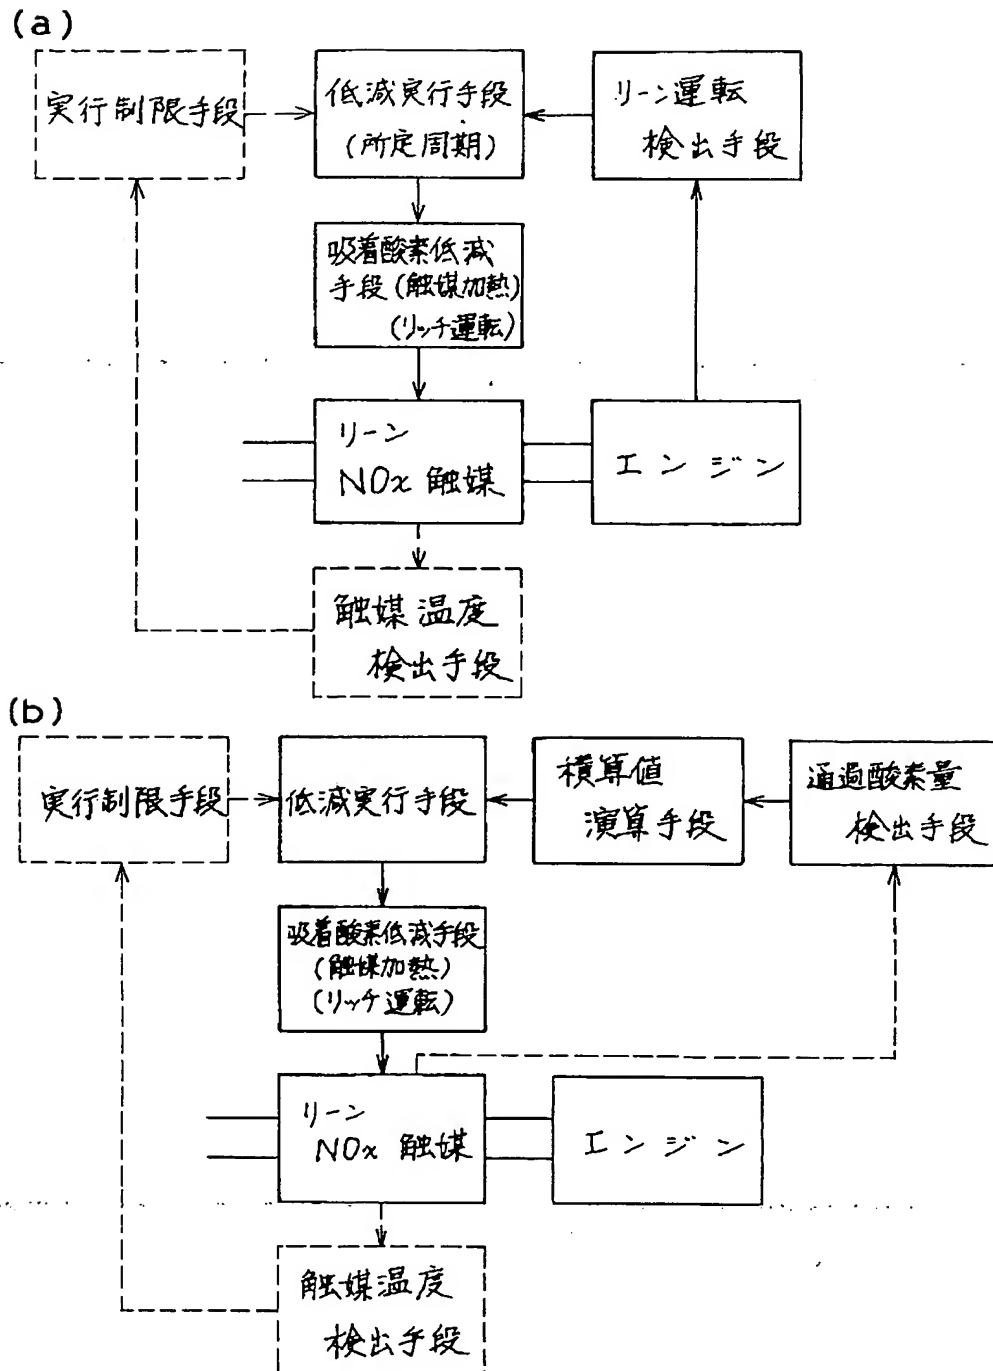 (a)
実行制限手段
低減実行手段
(所定周期)
リーン運転
検出手段
吸着酸素低減
手段(触媒加熱)
(リッチ運転)
リーン
NOx 触媒
エンジン
触媒温度
検出手段
(b)
実行制限手段
低減実行手段
積算値
演算手段
通過酸素量
検出手段
吸着酸素低減手段
(触媒加熱)
(リッチ運転)
リーン
NOx 触媒
エンジン
触媒温度
検出手段